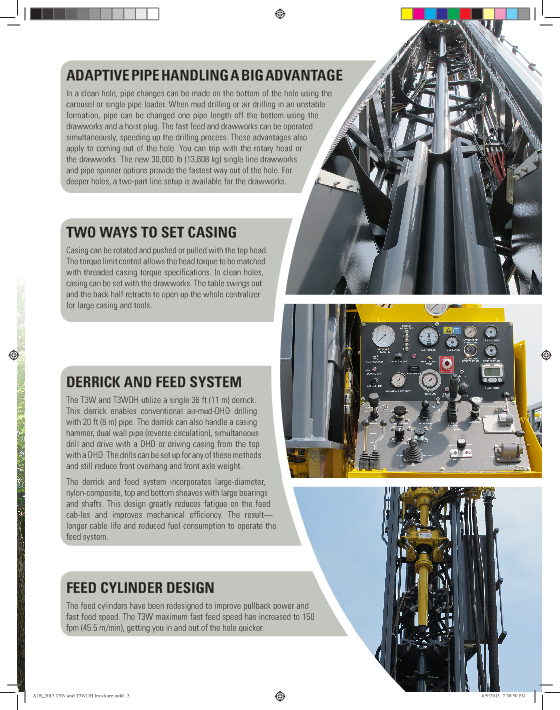 ADAPTIVE PIPE HANDLING A BIG ADVANTAGE
In a clean hole, pipe changes can be made on the bottom of the hole using the
carousel or single pipe loader. When mud drilling or air drilling in an unstable
formation, pipe can be changed one pipe length off the bottom using the
drawworks and a hoist plug. The fast feed and drawworks can be operated
simultaneously, speeding up the drilling process. These advantages also
apply to coming out of the hole. You can trip with the rotary head or
the drawworks. The new 30,000 lb (13,608 kg) single line drawworks
and pipe spinner options provide the fastest way out of the hole. For
deeper holes, a two-part line setup is available for the drawworks.
TWO WAYS TO SET CASING
Casing can be rotated and pushed or pulled with the top head.
The torque limit control allows the head torque to be matched
with threaded casing torque specifications. In clean holes,
casing can be set with the drawworks. The table swings out
and the back half retracts to open up the whole centralizer
for large casing and tools.
DERRICK AND FEED SYSTEM
The T3W and T3WDH utilize a single 36 ft (11 m) derrick.
This derrick enables conventional air-mud-DHD drilling
with 20 ft (6 m) pipe. The derrick can also handle a casing
hammer, dual wall pipe (reverse circulation), simultaneous
drill and drive with a DHD or driving casing from the top
with a DHD. The drills can be set up for any of these methods
and still reduce front overhang and front axle weight.
The derrick and feed system incorporates large-diameter,
nylon-composite, top and bottom sheaves with large bearings
and shafts. This design greatly reduces fatigue on the feed
cab-les and improves mechanical efficiency. The result—
longer cable life and reduced fuel consumption to operate the
feed system.
FEED CYLINDER DESIGN
The feed cylinders have been redesigned to improve pullback power and
fast feed speed. The T3W maximum fast feed speed has increased to 150
fpm (45.5 m/min), getting you in and out of the hole quicker.